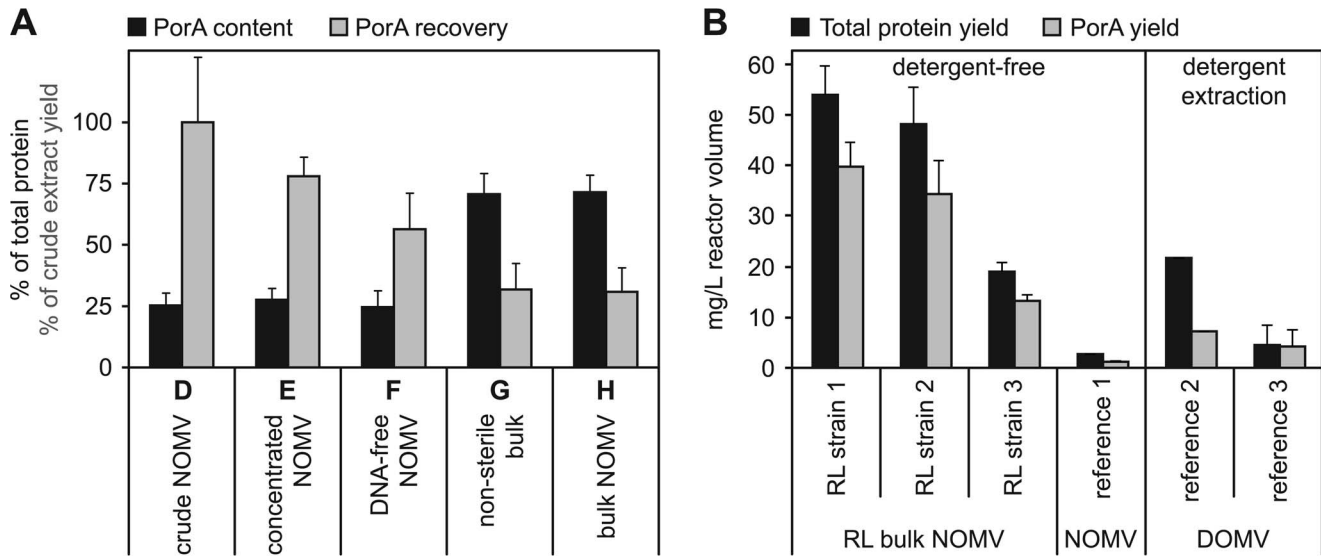 A
PorA content
PorA recovery
% of total protein
% of crude extract yield
100
75
50
25
0
D
E
F
G
H
crude NOMV
concentrated
NOMV
DNA-free
NOMV
non-sterile
bulk
bulk NOMV
B
Total protein yield
PorA yield
detergent-free
detergent
extraction
mg/L reactor volume
60
50
40
30
20
10
0
RL strain 1
RL strain 2
RL strain 3
reference 1
reference 2
reference 3
RL bulk NOMV
NOMV
DOMV